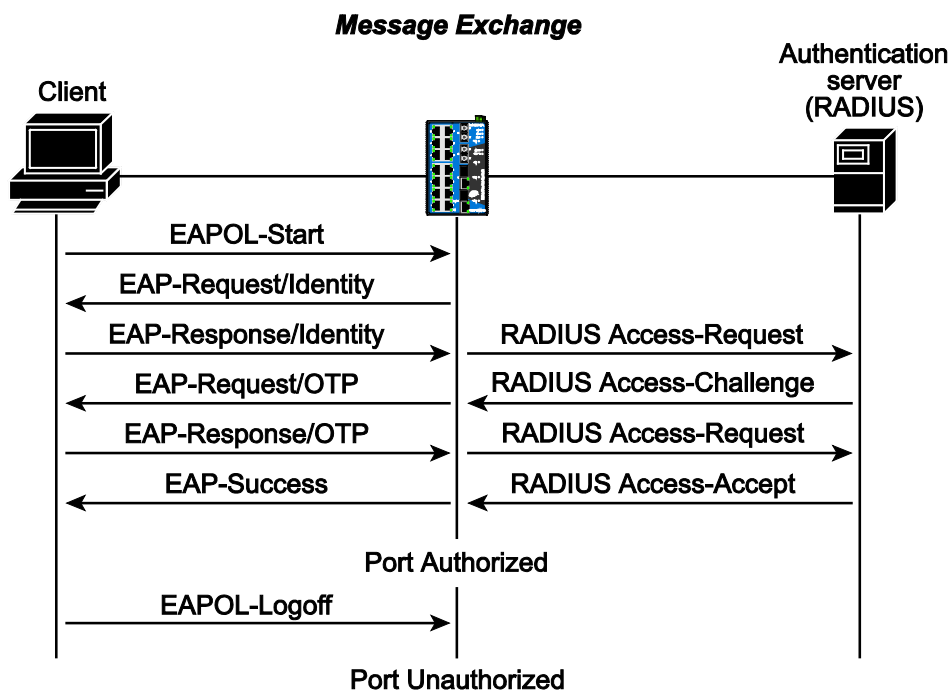 Message Exchange
Client
Authentication
server
(RADIUS)
EAPOL-Start
EAP-Request/Identity
EAP-Response/Identity
RADIUS Access-Request
EAP-Request/OTP
RADIUS Access-Challenge
EAP-Response/OTP
RADIUS Access-Request
EAP-Success
RADIUS Access-Accept
Port Authorized
EAPOL-Logoff
Port Unauthorized